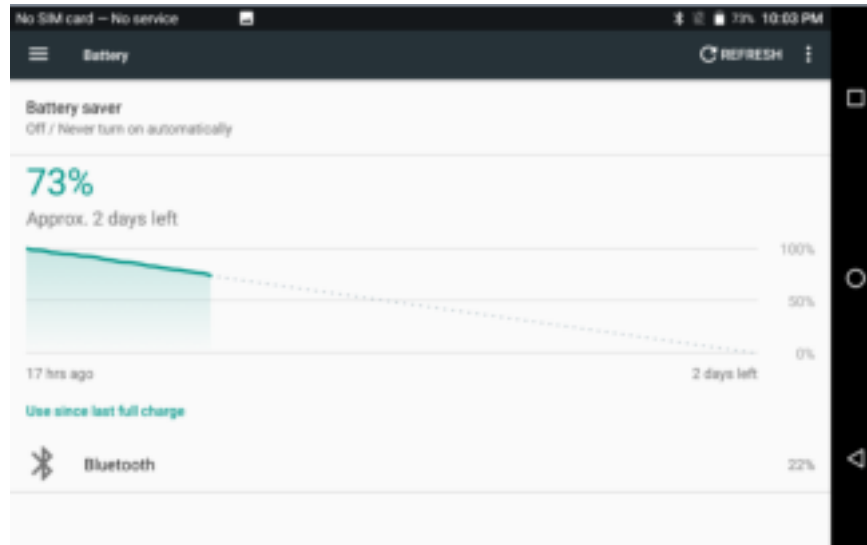 No SIM card — No service 73% 10:03 PM
Battery REFRESH
Battery saver
Off / Never turn on automatically
73%
Approx. 2 days left
100%
50%
0%
17 hrs ago 2 days left
Use since last full charge
Bluetooth 22%